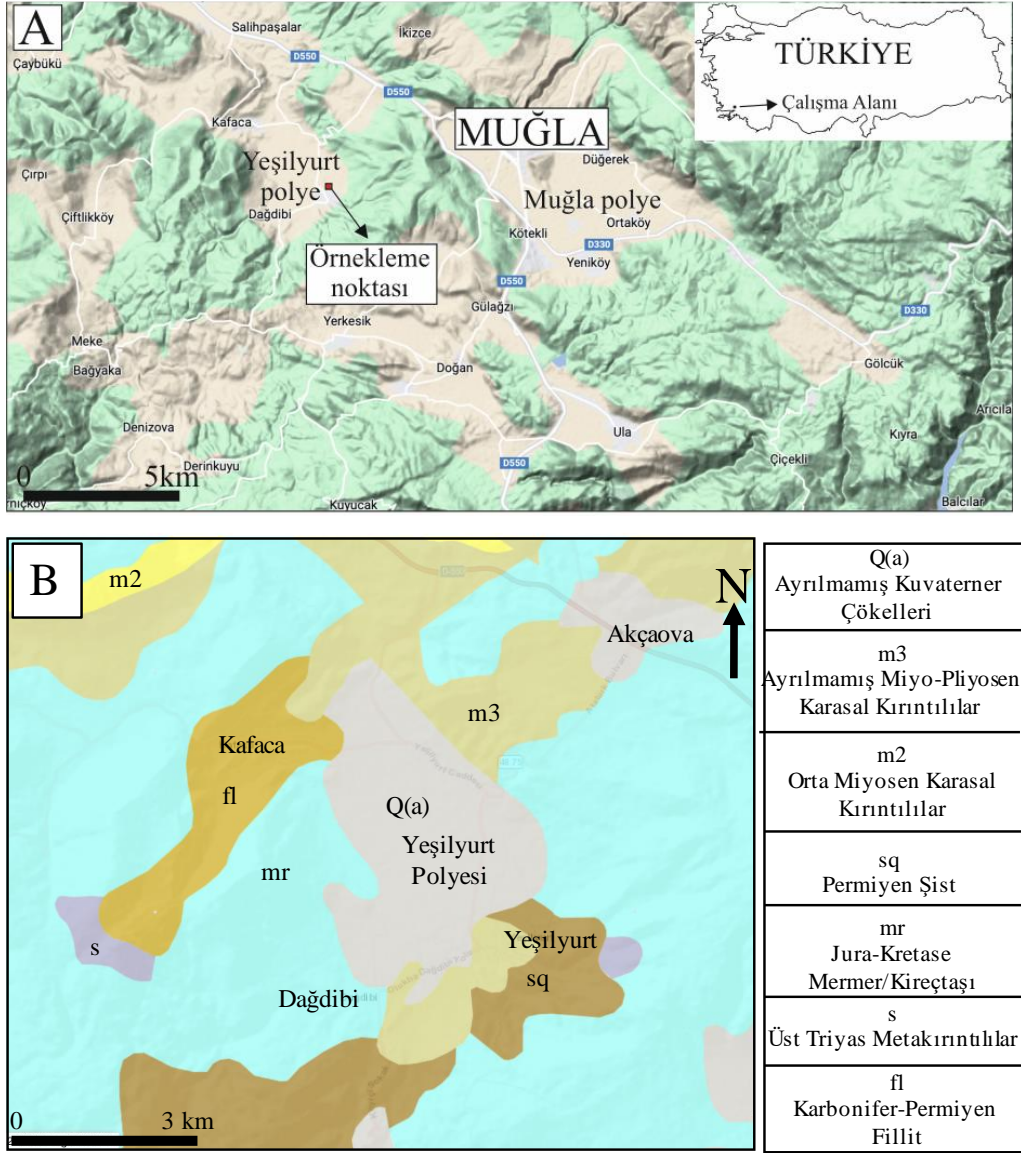 A
Salihpaşalar
İkizce
TÜRKİYE
Çalışma Alanı
Çaybükü
D550
D550
Kafaca
MUĞLA
Düğerek
Çırpı
Yeşilyurt
polye
Muğla polye
Çiftlikköy
Dağdibi
Ortaköy
Kötekli
D330
Örnekleme
noktası
Yeniköy
D550
Gülağzı
Yerkesik
D330
Meke
Bağyaka
Doğan
Gölcük
Denizova
Ula
Arıcıla
Kıyra
Derinkuyu
D550
Çiçekli
0 5km
rniçköy
Kuyucak
Balcılar
B
m2
N
Akçaova
m3
Kafaca
fl
Q(a)
Yeşilyurt
Polyesi
mr
s
Yeşilyurt
sq
Dağdibi
0 3 km
Q(a)
Ayrılmamış Kuvaterner
Çökelleri
m3
Ayrılmamış Miyo-Pliyosen
Karasal Kırıntılılar
m2
Orta Miyosen Karasal
Kırıntılılar
sq
Permiyen Şist
mr
Jura-Kretase
Mermer/Kireçtaşı
s
Üst Triyas Metakırıntılılar
fl
Karbonifer-Permiyen
Fillit